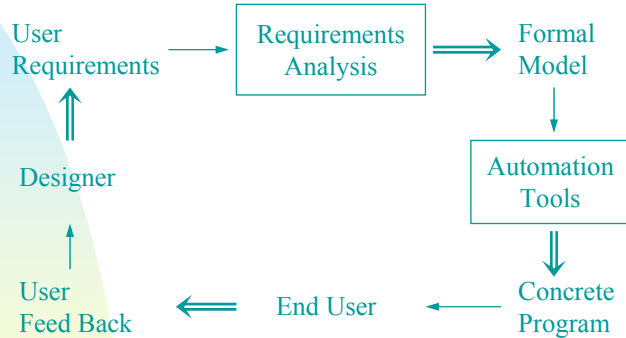 User
Requirements
Requirements
Analysis
Formal
Model
Designer
Automation
Tools
User
Feed Back
End User
Concrete
Program